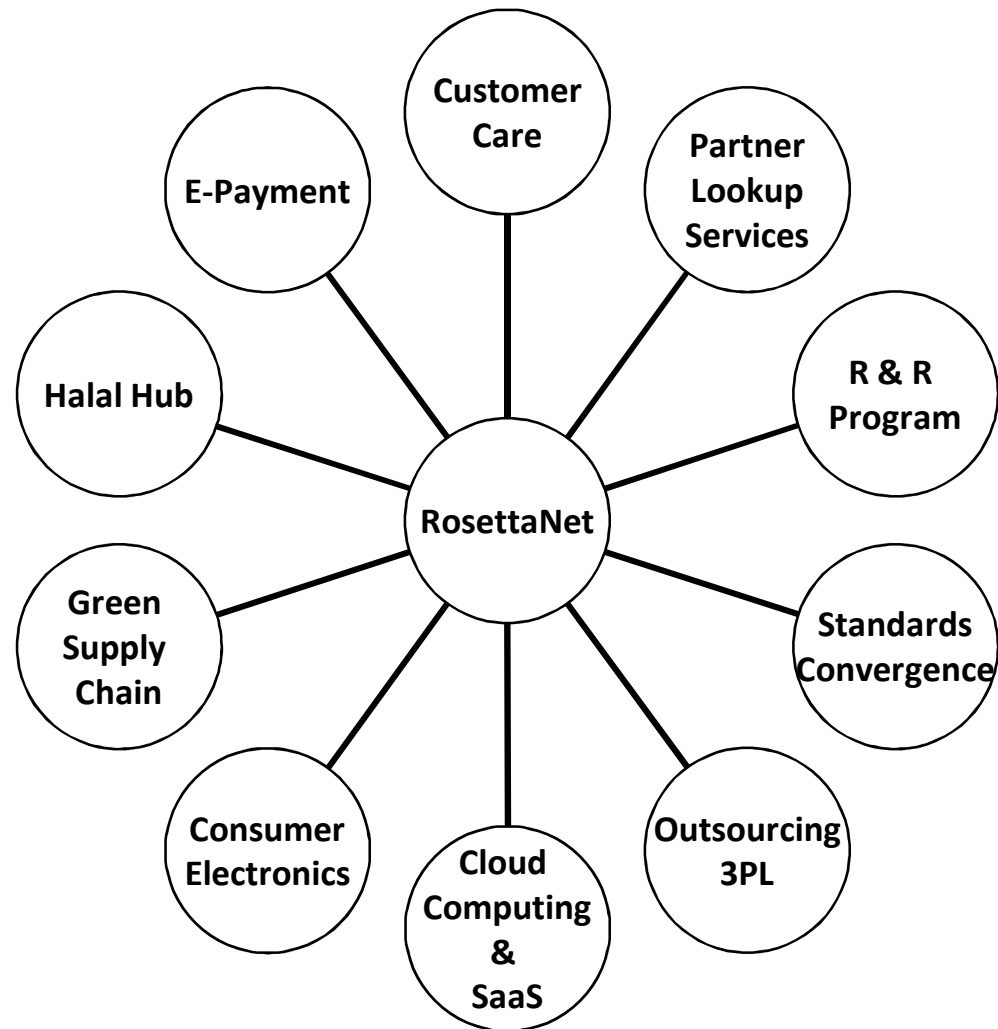 Customer
Care
Partner
Lookup
Services
E-Payment
R & R
Program
Halal Hub
RosettaNet
Green
Supply
Chain
Standards
Convergence
Consumer
Electronics
Outsourcing
3PL
Cloud
Computing
&
SaaS